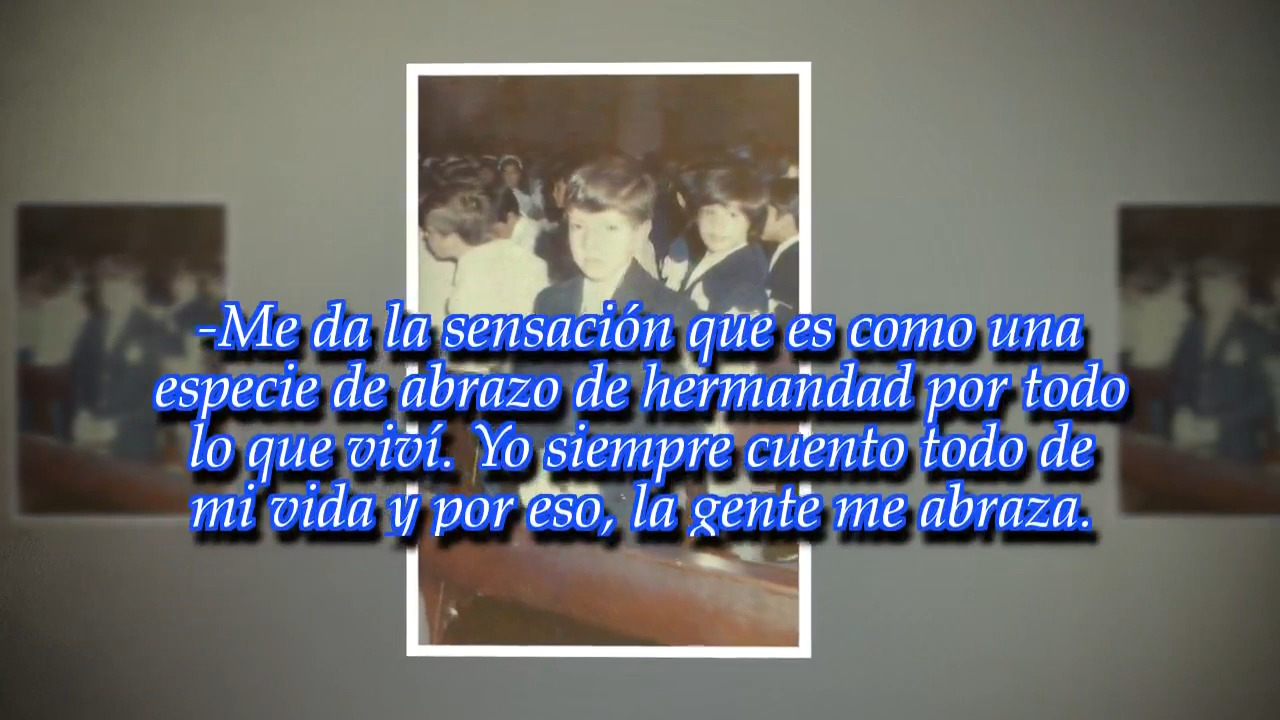 -Me da la sensación que es como una
especie de abrazo de hermandad por todo
lo que viví. Yo siempre cuento todo de
mi vida y por eso, la gente me abraza.